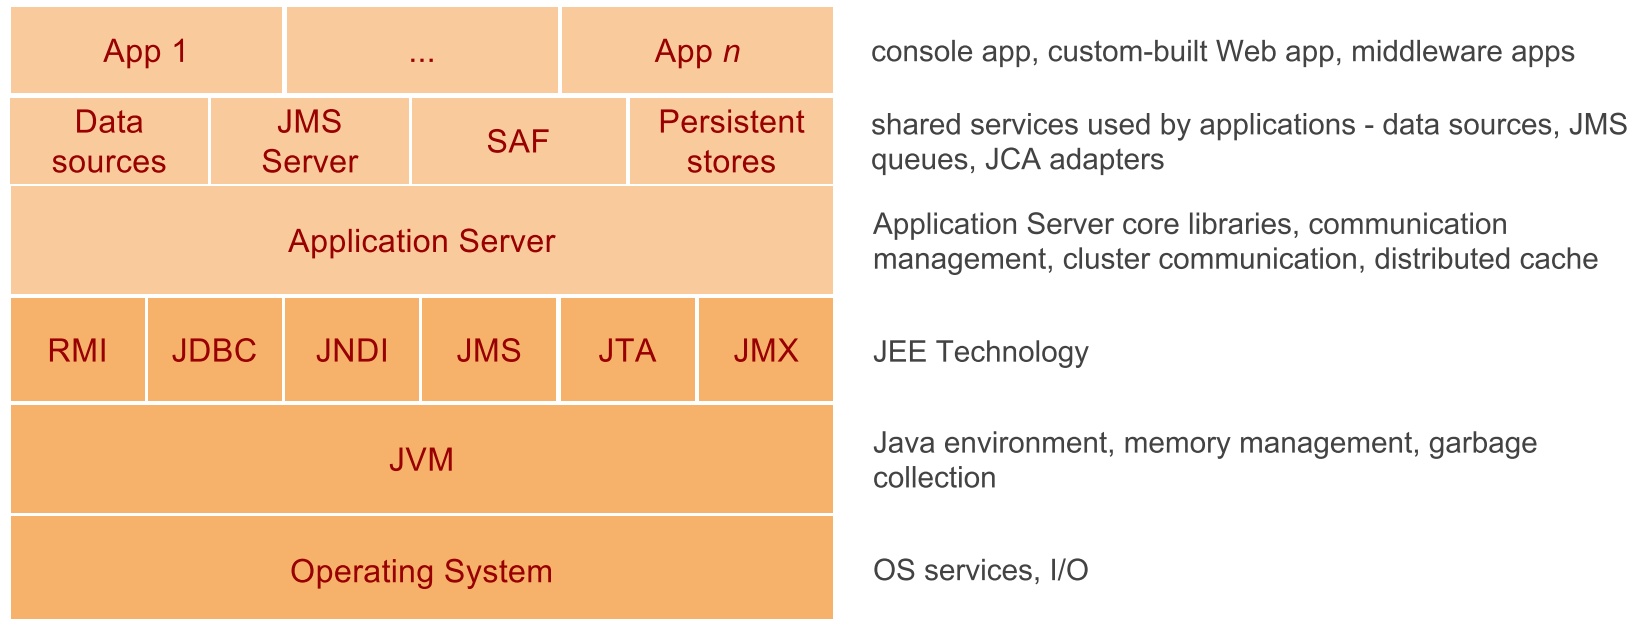 App 1
...
App n
console app, custom-built Web app, middleware apps
Data
sources
JMS
Server
SAF
Persistent
stores
shared services used by applications - data sources, JMS
queues, JCA adapters
Application Server
Application Server core libraries, communication
management, cluster communication, distributed cache
RMI
JDBC
JNDI
JMS
JTA
JMX
JEE Technology
JVM
Java environment, memory management, garbage
collection
Operating System
OS services, I/O